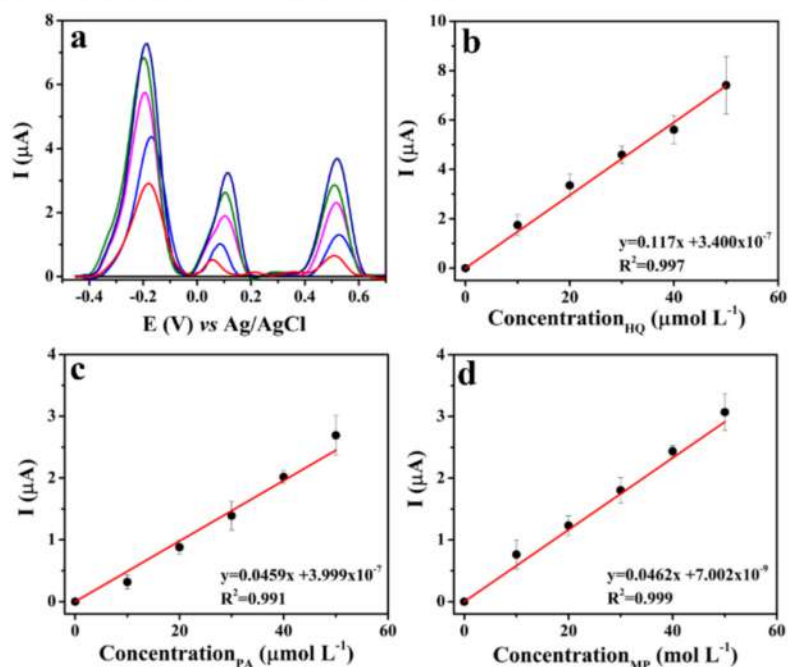 a
8
6
4
2
0
I (μA)
-0.4 -0.2 0.0 0.2 0.4 0.6
E (V) vs Ag/AgCl
b
10
8
6
4
2
0
I (μA)
y=0.117x +3.400x10⁻⁷
R²=0.997
0 20 40 60
Concentration_HQ (μmol L⁻¹)
c
4
3
2
1
0
I (μA)
y=0.0459x +3.999x10⁻⁷
R²=0.991
0 20 40 60
Concentration_PA (μmol L⁻¹)
d
4
3
2
1
0
I (μA)
y=0.0462x +7.002x10⁻⁹
R²=0.999
0 20 40 60
Concentration_MP (mol L⁻¹)